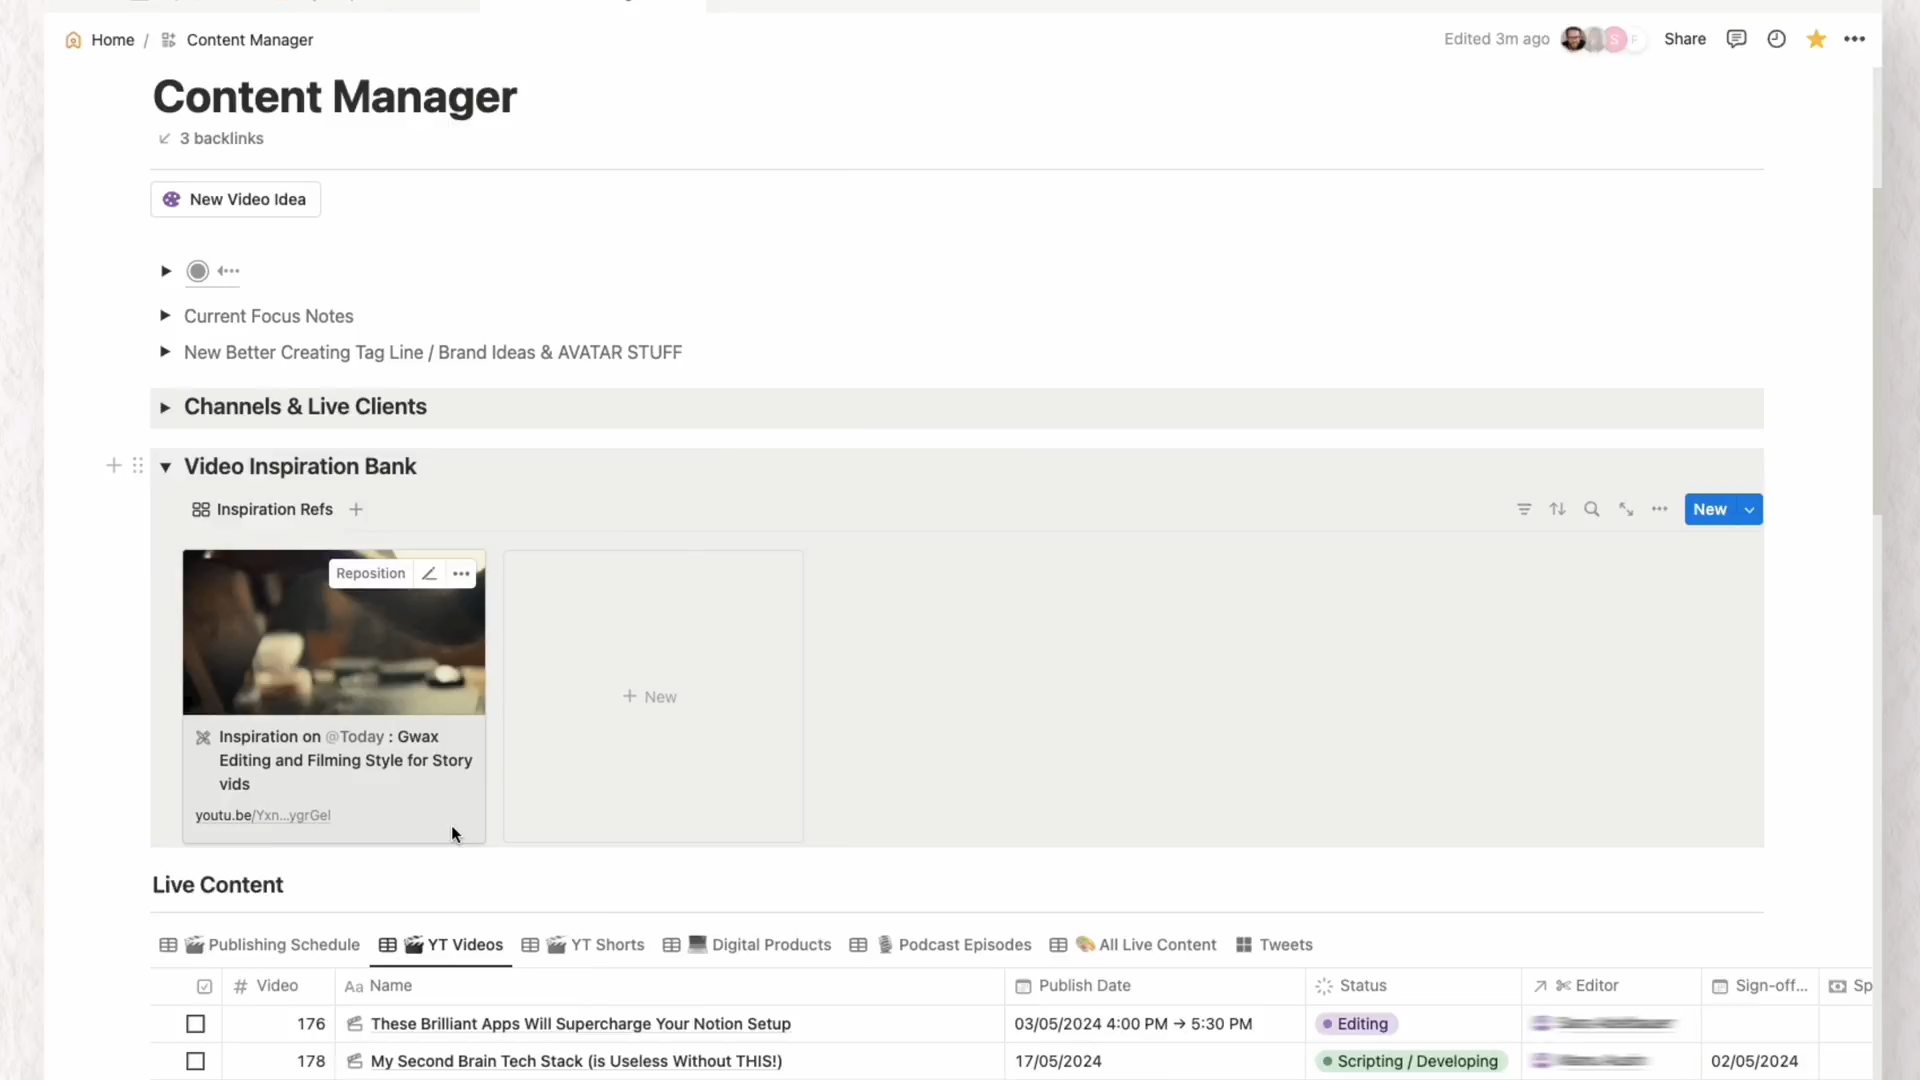 Home / Content Manager
Edited 3m ago
S
F
Share
Content Manager
3 backlinks
New Video Idea
Current Focus Notes
New Better Creating Tag Line / Brand Ideas & AVATAR STUFF
Channels & Live Clients
Video Inspiration Bank
Inspiration Refs
New
Reposition
+ New
Inspiration on @Today : Gwax
Editing and Filming Style for Story
vids
youtu.be/Yxn...ygrGeI
Live Content
Publishing Schedule
YT Videos
YT Shorts
Digital Products
Podcast Episodes
All Live Content
Tweets
# Video
Aa Name
Publish Date
Status
Editor
Sign-off...
Sp
176
These Brilliant Apps Will Supercharge Your Notion Setup
03/05/2024 4:00 PM → 5:30 PM
Editing
178
My Second Brain Tech Stack (is Useless Without THIS!)
17/05/2024
Scripting / Developing
02/05/2024